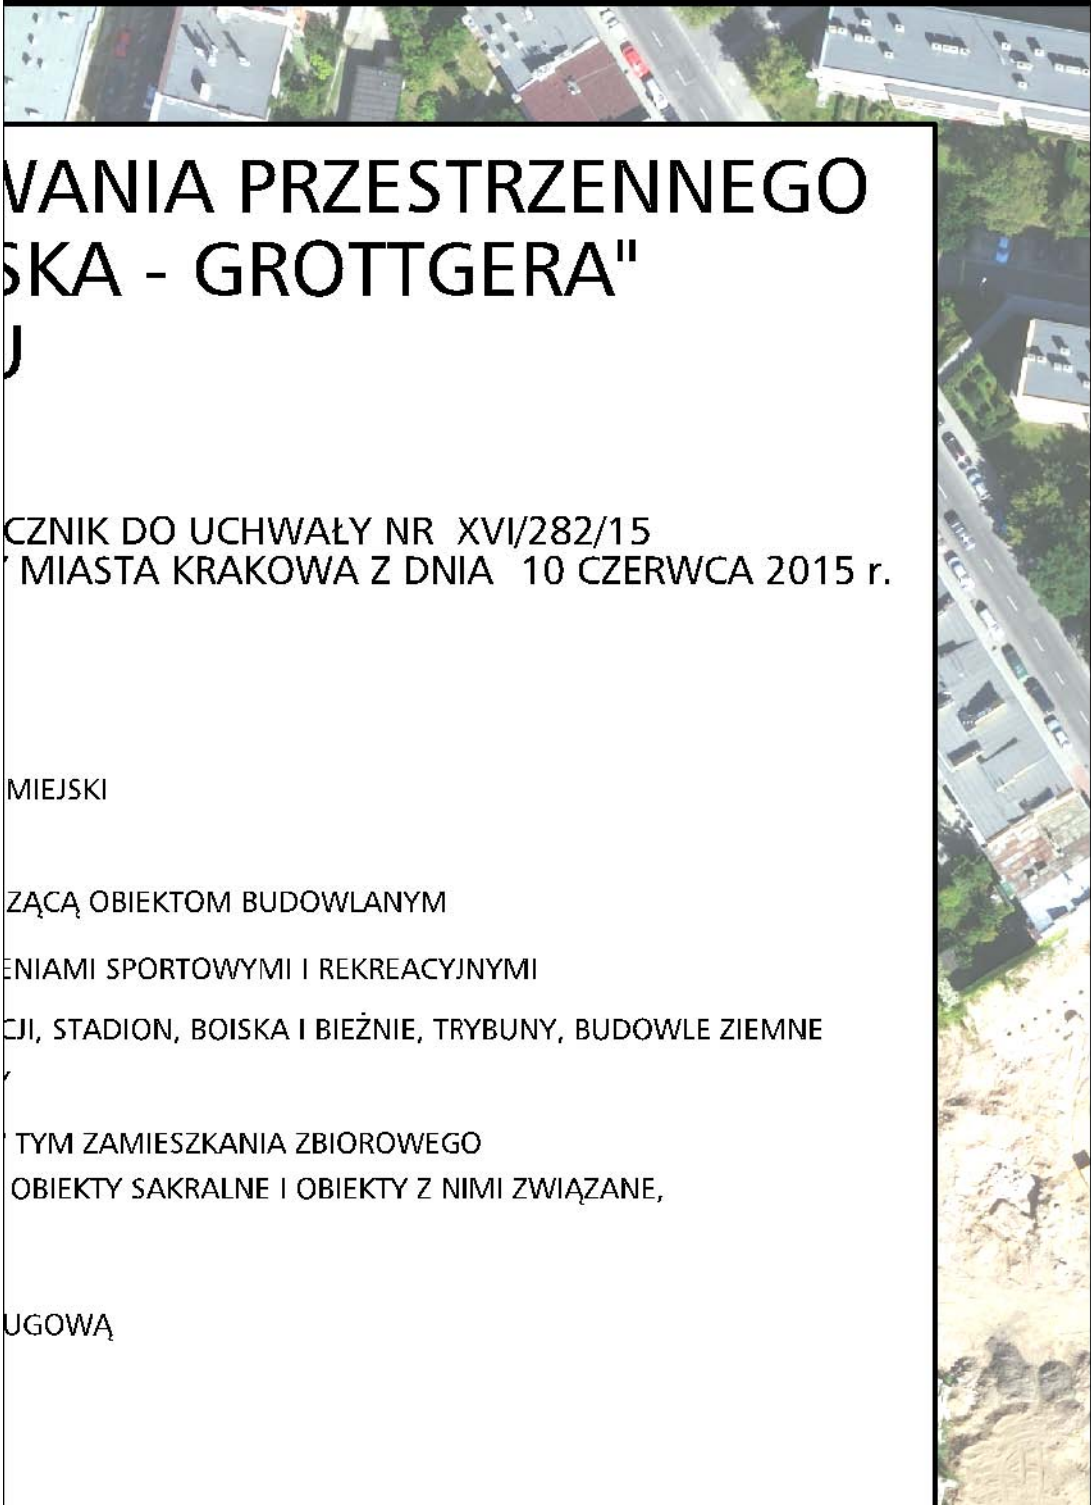 WANIA PRZESTRZENNEGO
SKA - GROTTGERA"
U
CZNIK DO UCHWAŁY NR XVI/282/15
MIASTA KRAKOWA Z DNIA 10 CZERWCA 2015 r.
MIEJSKI
ZĄCĄ OBIEKTOM BUDOWLANYM
ENIAMI SPORTOWYMI I REKREACYJNYMI
CJI, STADION, BOISKA I BIEŻNIE, TRYBUNY, BUDOWLE ZIEMNE
TYM ZAMIESZKANIA ZBIOROWEGO
OBIEKTY SAKRALNE I OBIEKTY Z NIMI ZWIĄZANE,
UGOWĄ